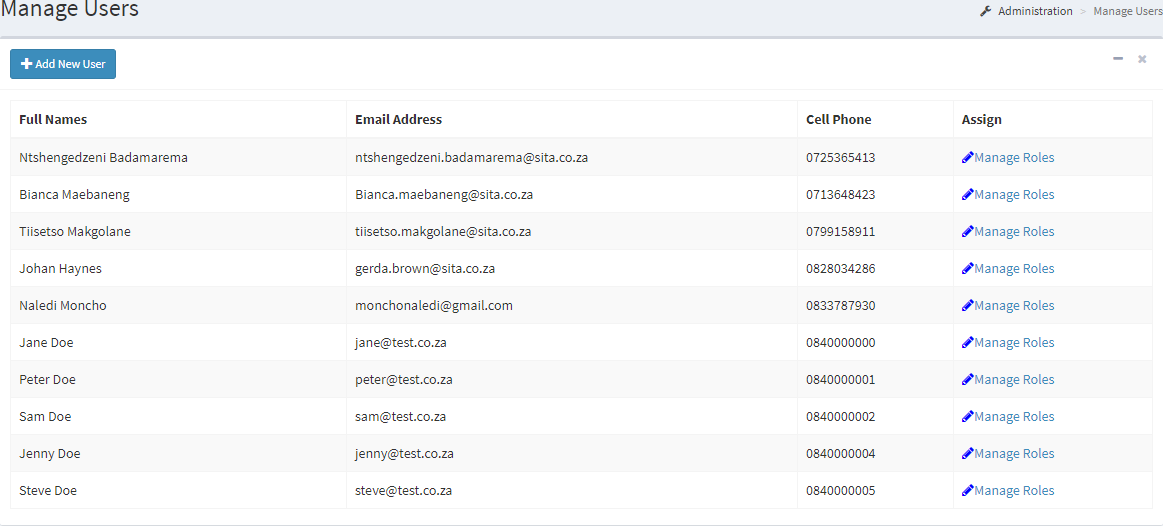 Manage Users
Administration > Manage Users
Add New User
Full Names Email Address Cell Phone Assign
Ntshengedzeni Badamarema ntshengedzeni.badamarema@sita.co.za 0725365413 Manage Roles
Bianca Maebaneng Bianca.maebaneng@sita.co.za 0713648423 Manage Roles
Tiisetso Makgolane tiisetso.makgolane@sita.co.za 0799158911 Manage Roles
Johan Haynes gerda.brown@sita.co.za 0828034286 Manage Roles
Naledi Moncho monchonaledi@gmail.com 0833787930 Manage Roles
Jane Doe jane@test.co.za 0840000000 Manage Roles
Peter Doe peter@test.co.za 0840000001 Manage Roles
Sam Doe sam@test.co.za 0840000002 Manage Roles
Jenny Doe jenny@test.co.za 0840000004 Manage Roles
Steve Doe steve@test.co.za 0840000005 Manage Roles